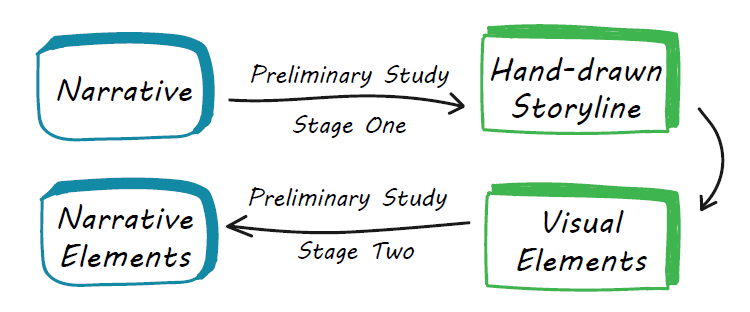 Narrative
Preliminary Study
Stage One
Hand-drawn
Storyline
Narrative
Elements
Preliminary Study
Stage Two
Visual
Elements